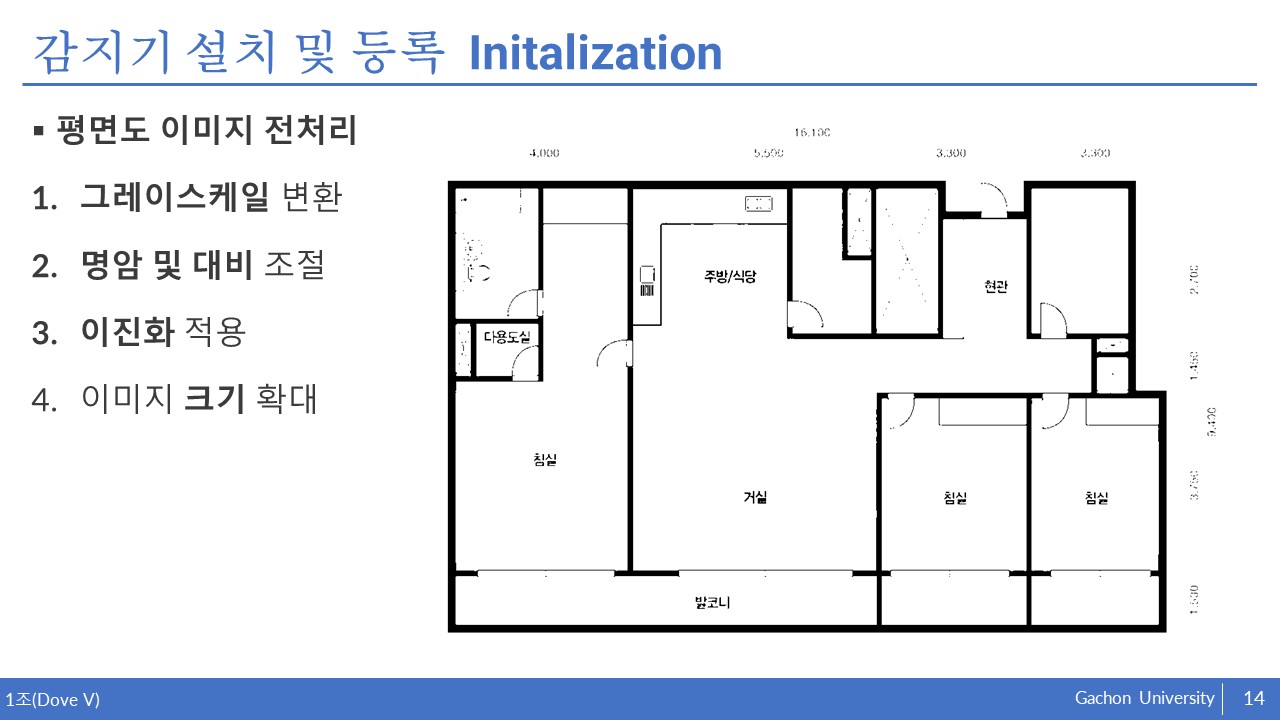 감지기 설치 및 등록 Initalization
▪ 평면도 이미지 전처리
1. 그레이스케일 변환
2. 명암 및 대비 조절
3. 이진화 적용
4. 이미지 크기 확대
16,100
4,000 5,500 3,300 3,300
주방/식당
현관
2,700
다용도실
1,450
9,400
침실
거실
침실
침실
3,750
발코니
1,500
1조(Dove V)
Gachon University 14